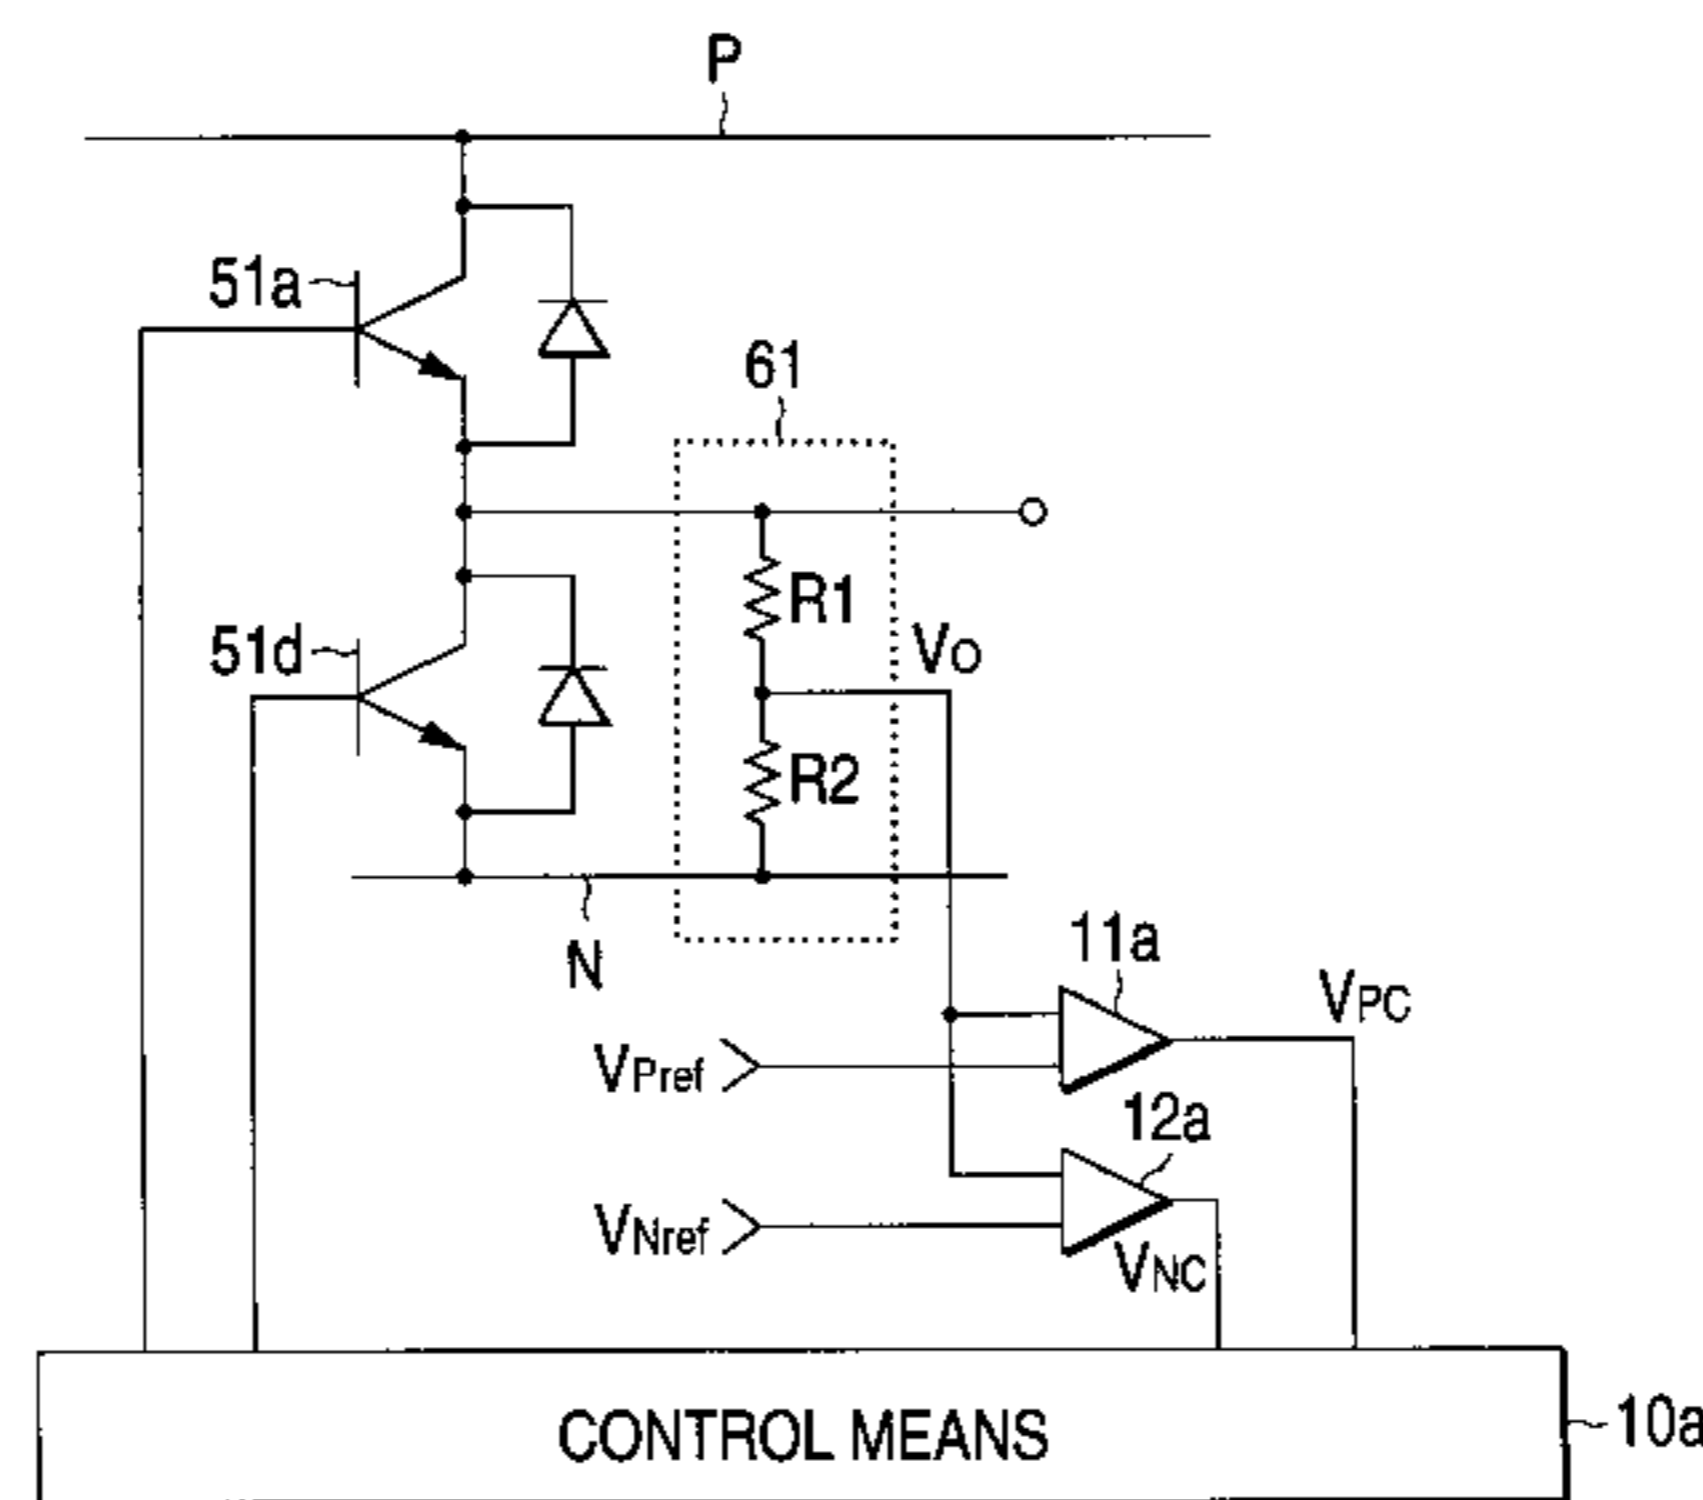 P
51a
61
R1
51d
VO
R2
N
11a
VPC
VPref
12a
VNref
VNC
CONTROL MEANS
10a